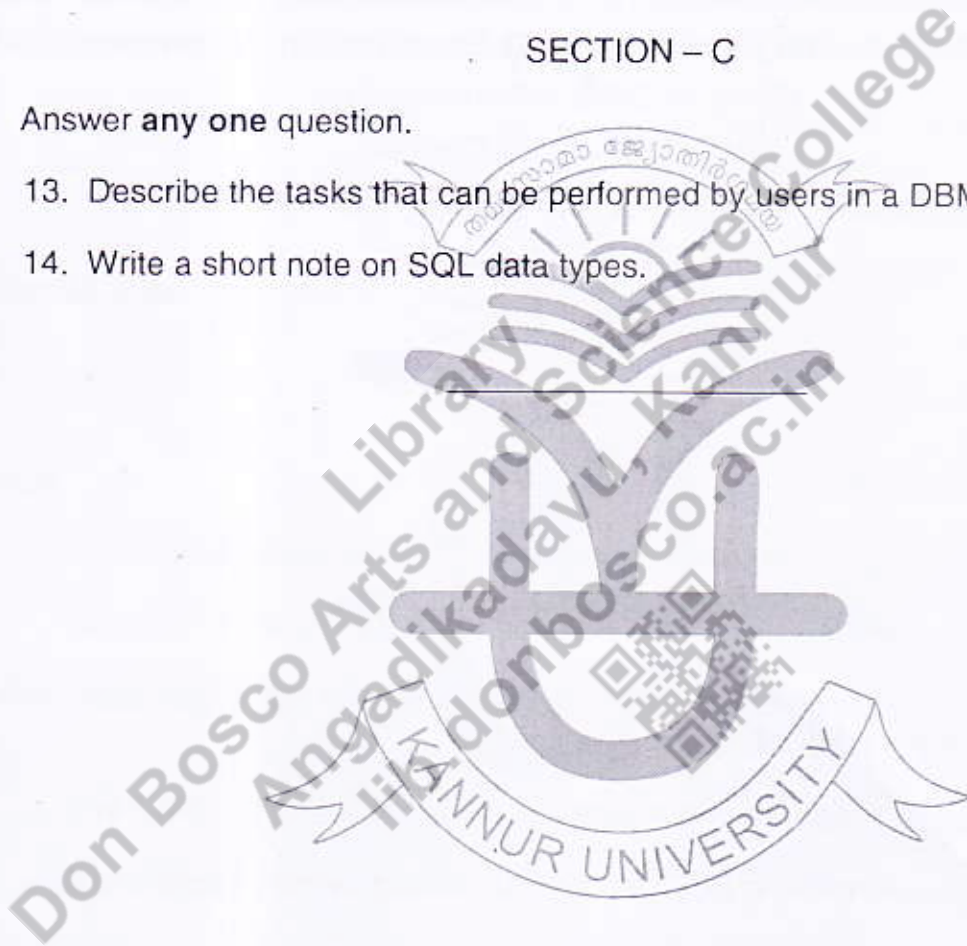 SECTION – C
Answer any one question.
13. Describe the tasks that can be performed by users in a DBM
14. Write a short note on SQL data types.
Library
Don Bosco Arts and Science College
Angadikadavu, Kannur
donbosco.ac.in
KANNUR UNIVERSITY